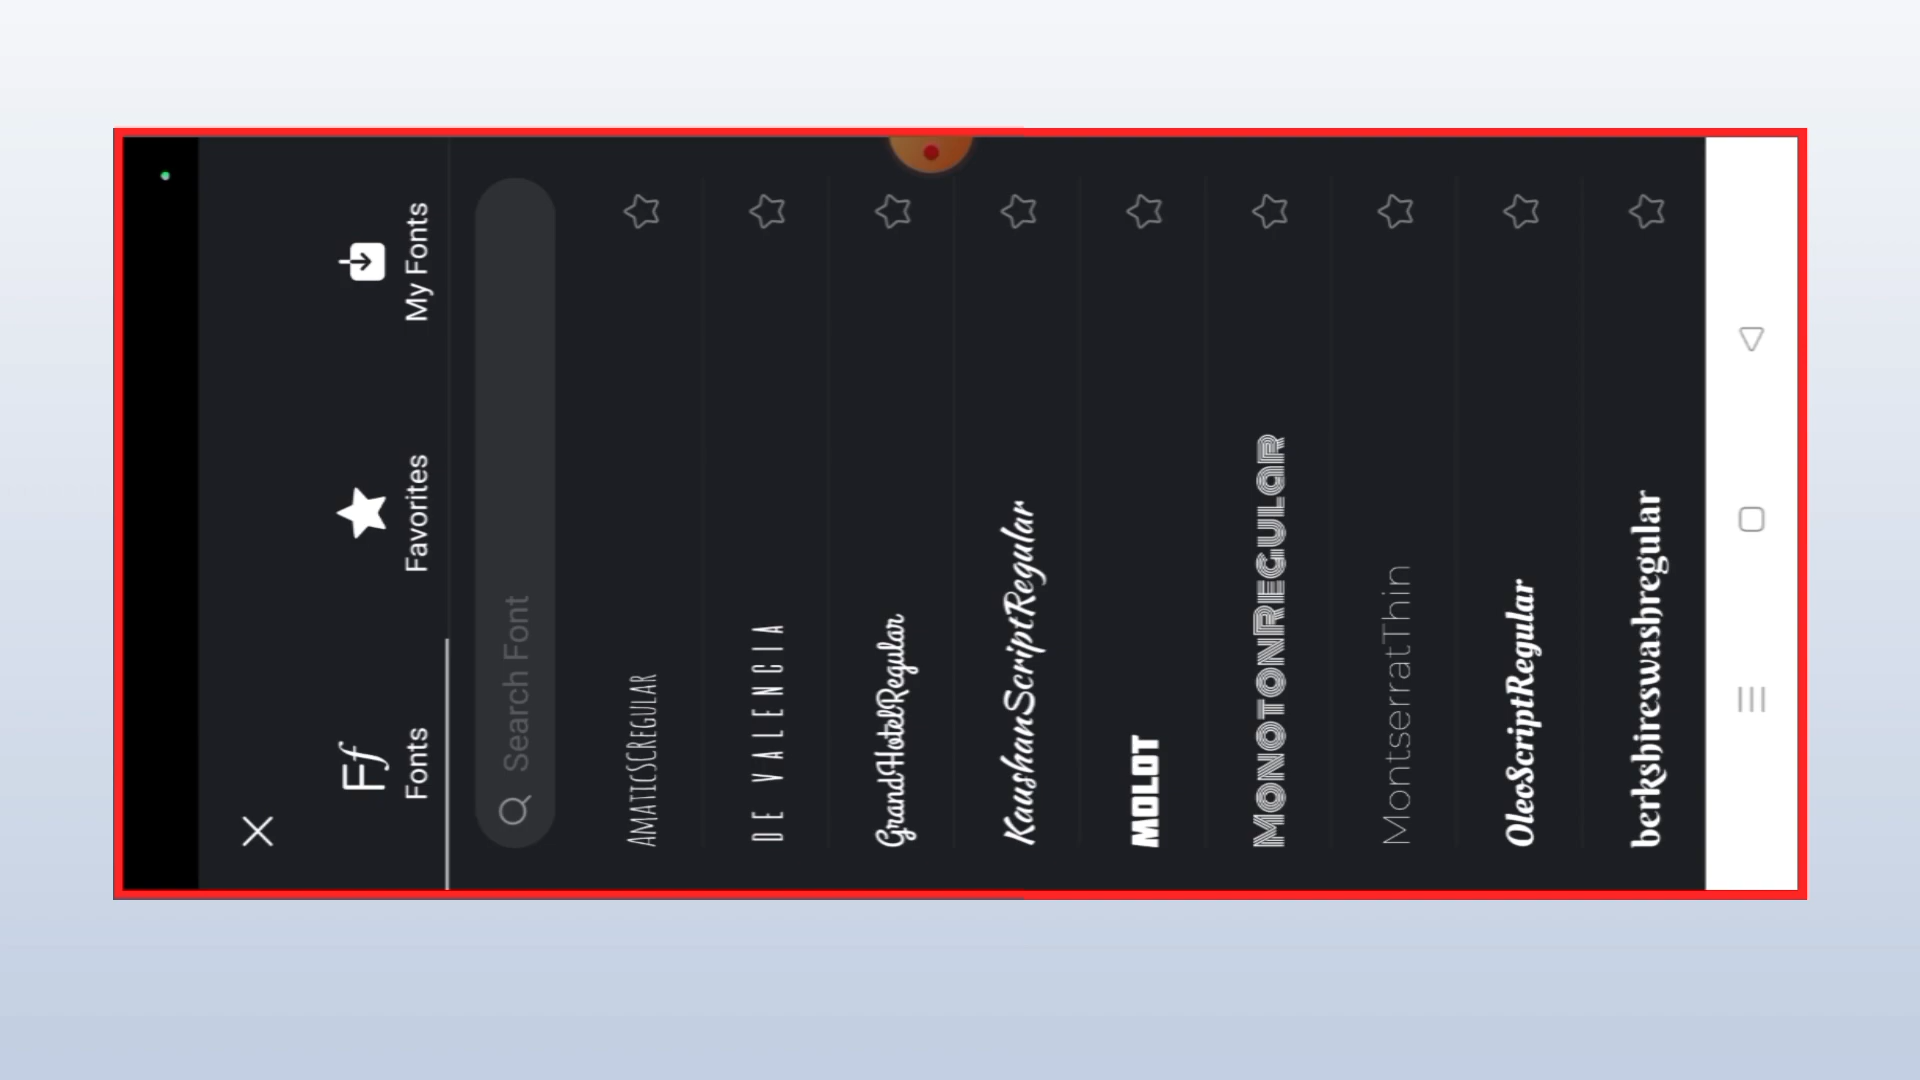 Fonts
Favorites
My Fonts
Search Font
AMATICSCREGULAR
DE VALENCIA
GrandHotelRegular
KaushanScriptRegular
MOLOT
MONOTONREGULAR
MontserratThin
OleoScriptRegular
berkshireswashregular